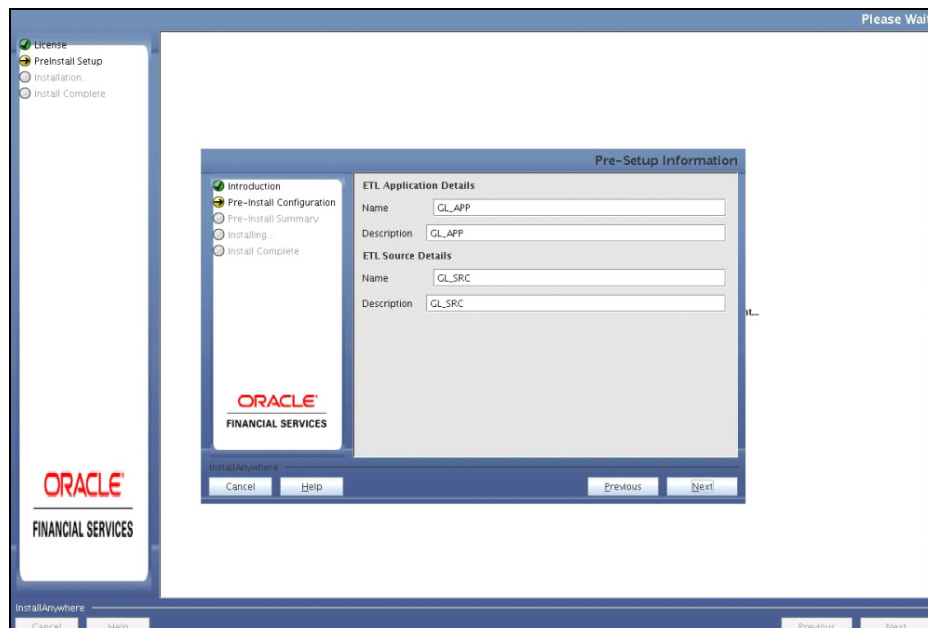 Please Wait
License
PreInstall Setup
Installation..
Install Complete
Pre-Setup Information
Introduction
Pre-Install Configuration
Pre-Install Summary
Installing...
Install Complete
ETL Application Details
Name GL_APP
Description GL_APP
ETL Source Details
Name GL_SRC
Description GL_SRC
ORACLE
FINANCIAL SERVICES
InstallAnywhere
Cancel Help Previous Next
ORACLE
FINANCIAL SERVICES
InstallAnywhere
Cancel Help Previous Next